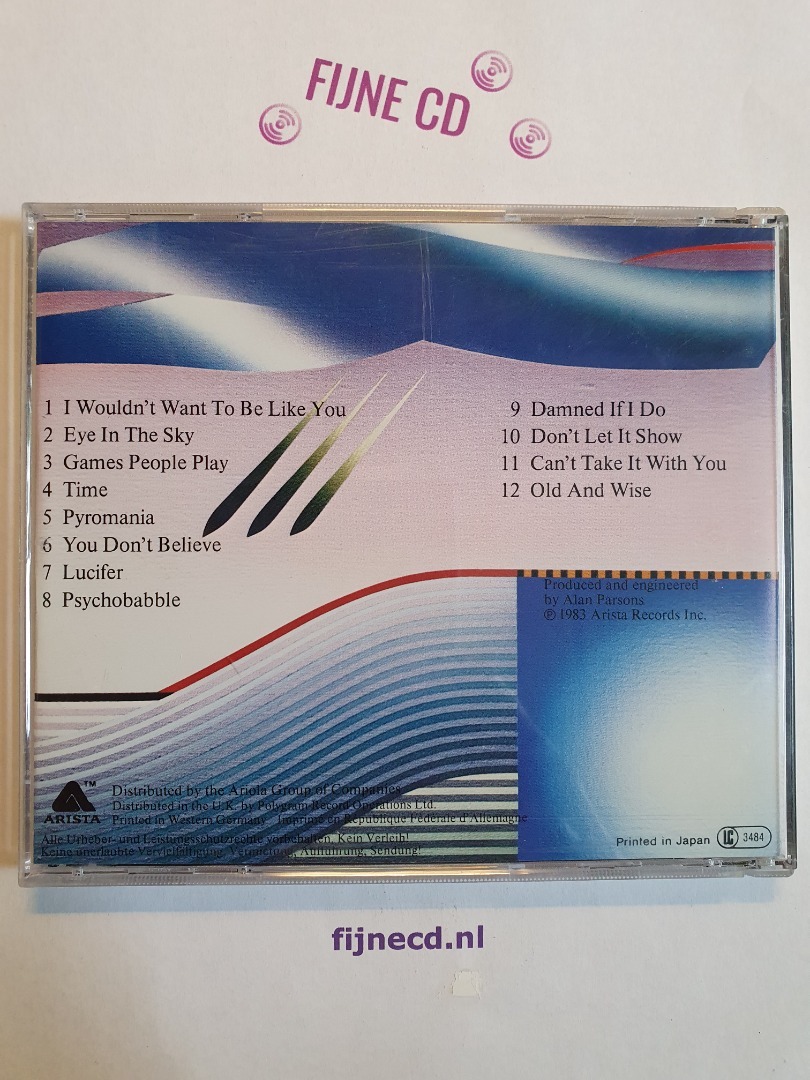 FIJNE CD
1 I Wouldn't Want To Be Like You
2 Eye In The Sky
3 Games People Play
4 Time
5 Pyromania
6 You Don't Believe
7 Lucifer
8 Psychobabble
9 Damned If I Do
10 Don't Let It Show
11 Can't Take It With You
12 Old And Wise
Produced and engineered
by Alan Parsons
℗ 1983 Arista Records Inc.
TM
ARISTA
Distributed by the Ariola Group of Companies
Distributed in the U.K. by Polygram Record Operations Ltd.
Printed in Western Germany Imprimé en République Fédérale d'Allemagne
Alle Urheber- und Leistungsschutzrechte vorbehalten. Kein Verleih!
Keine unerlaubte Vervielfältigung, Vermietung, Aufführung, Sendung!
Printed in Japan LC 3484
fijnecd.nl